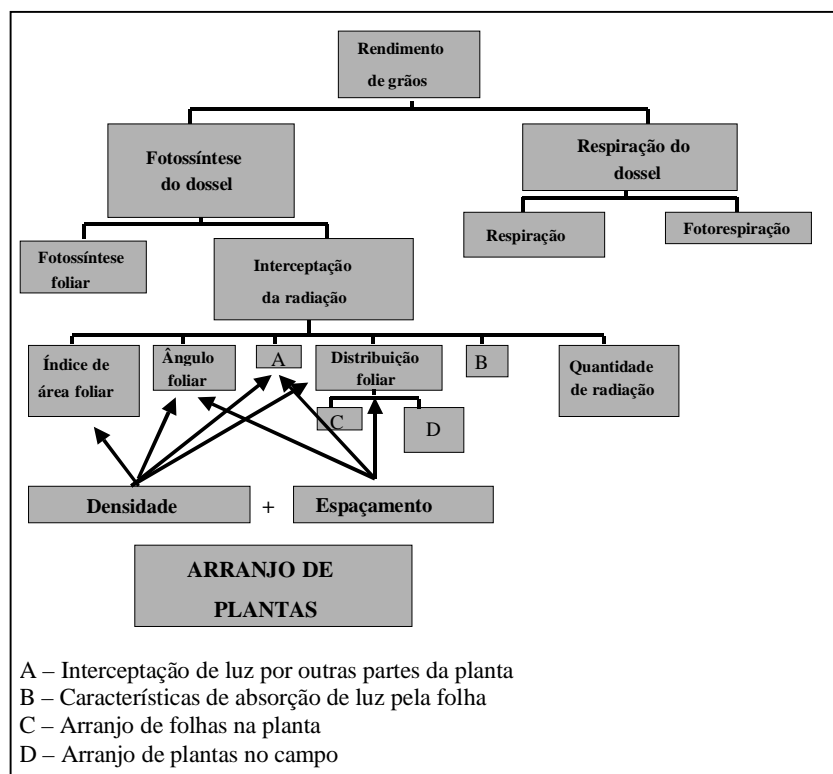 Rendimento
de grãos
Fotossíntese
do dossel
Respiração do
dossel
Respiração
Fotorespiração
Fotossíntese
foliar
Interceptação
da radiação
Índice de
área foliar
Ângulo
foliar
A
Distribuição
foliar
B
Quantidade
de radiação
C
D
Densidade
+
Espaçamento
ARRANJO DE
PLANTAS
A – Interceptação de luz por outras partes da planta
B – Características de absorção de luz pela folha
C – Arranjo de folhas na planta
D – Arranjo de plantas no campo